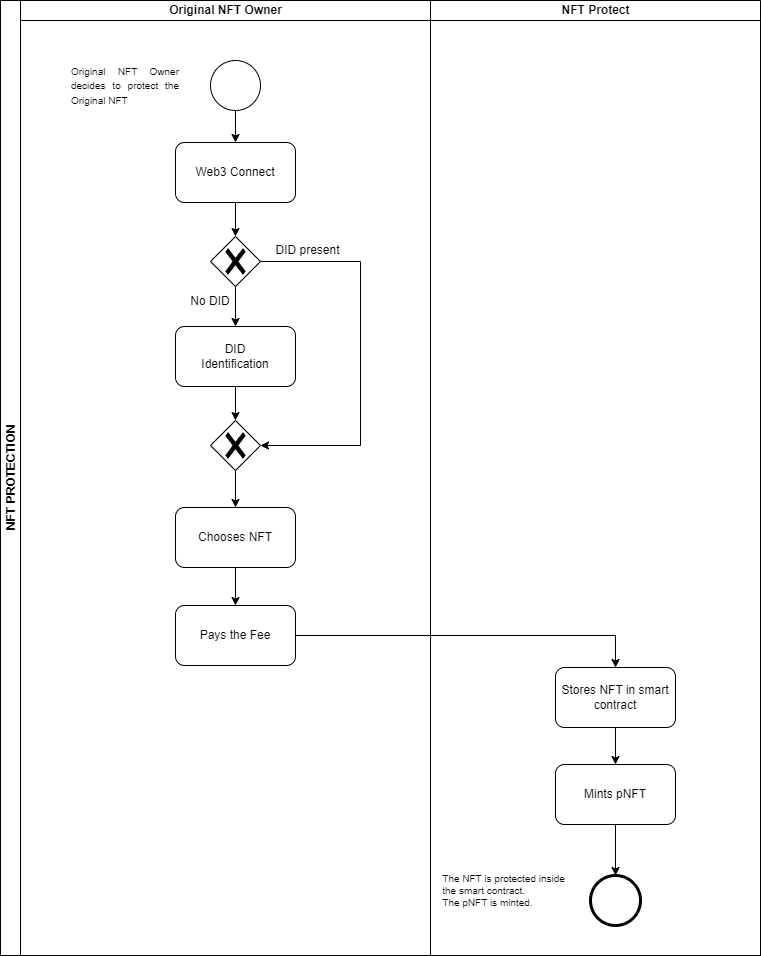 Original NFT Owner
NFT Protect
NFT PROTECTION
Original NFT Owner
decides to protect the
Original NFT
Web3 Connect
DID present
No DID
DID
Identification
Chooses NFT
Pays the Fee
Stores NFT in smart
contract
Mints pNFT
The NFT is protected inside
the smart contract.
The pNFT is minted.